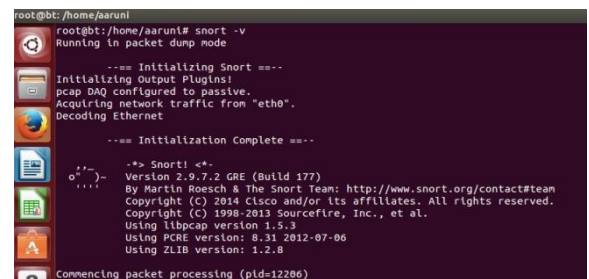 root@bt: /home/aaruni
root@bt:/home/aaruni# snort -v
Running in packet dump mode
--== Initializing Snort ==--
Initializing Output Plugins!
pcap DAQ configured to passive.
Acquiring network traffic from "eth0".
Decoding Ethernet
--== Initialization Complete ==--
,,_ -*> Snort! <*-
o" )~ Version 2.9.7.2 GRE (Build 177)
'''' By Martin Roesch & The Snort Team: http://www.snort.org/contact#team
Copyright (C) 2014 Cisco and/or its affiliates. All rights reserved.
Copyright (C) 1998-2013 Sourcefire, Inc., et al.
Using libpcap version 1.5.3
Using PCRE version: 8.31 2012-07-06
Using ZLIB version: 1.2.8
Commencing packet processing (pid=12206)